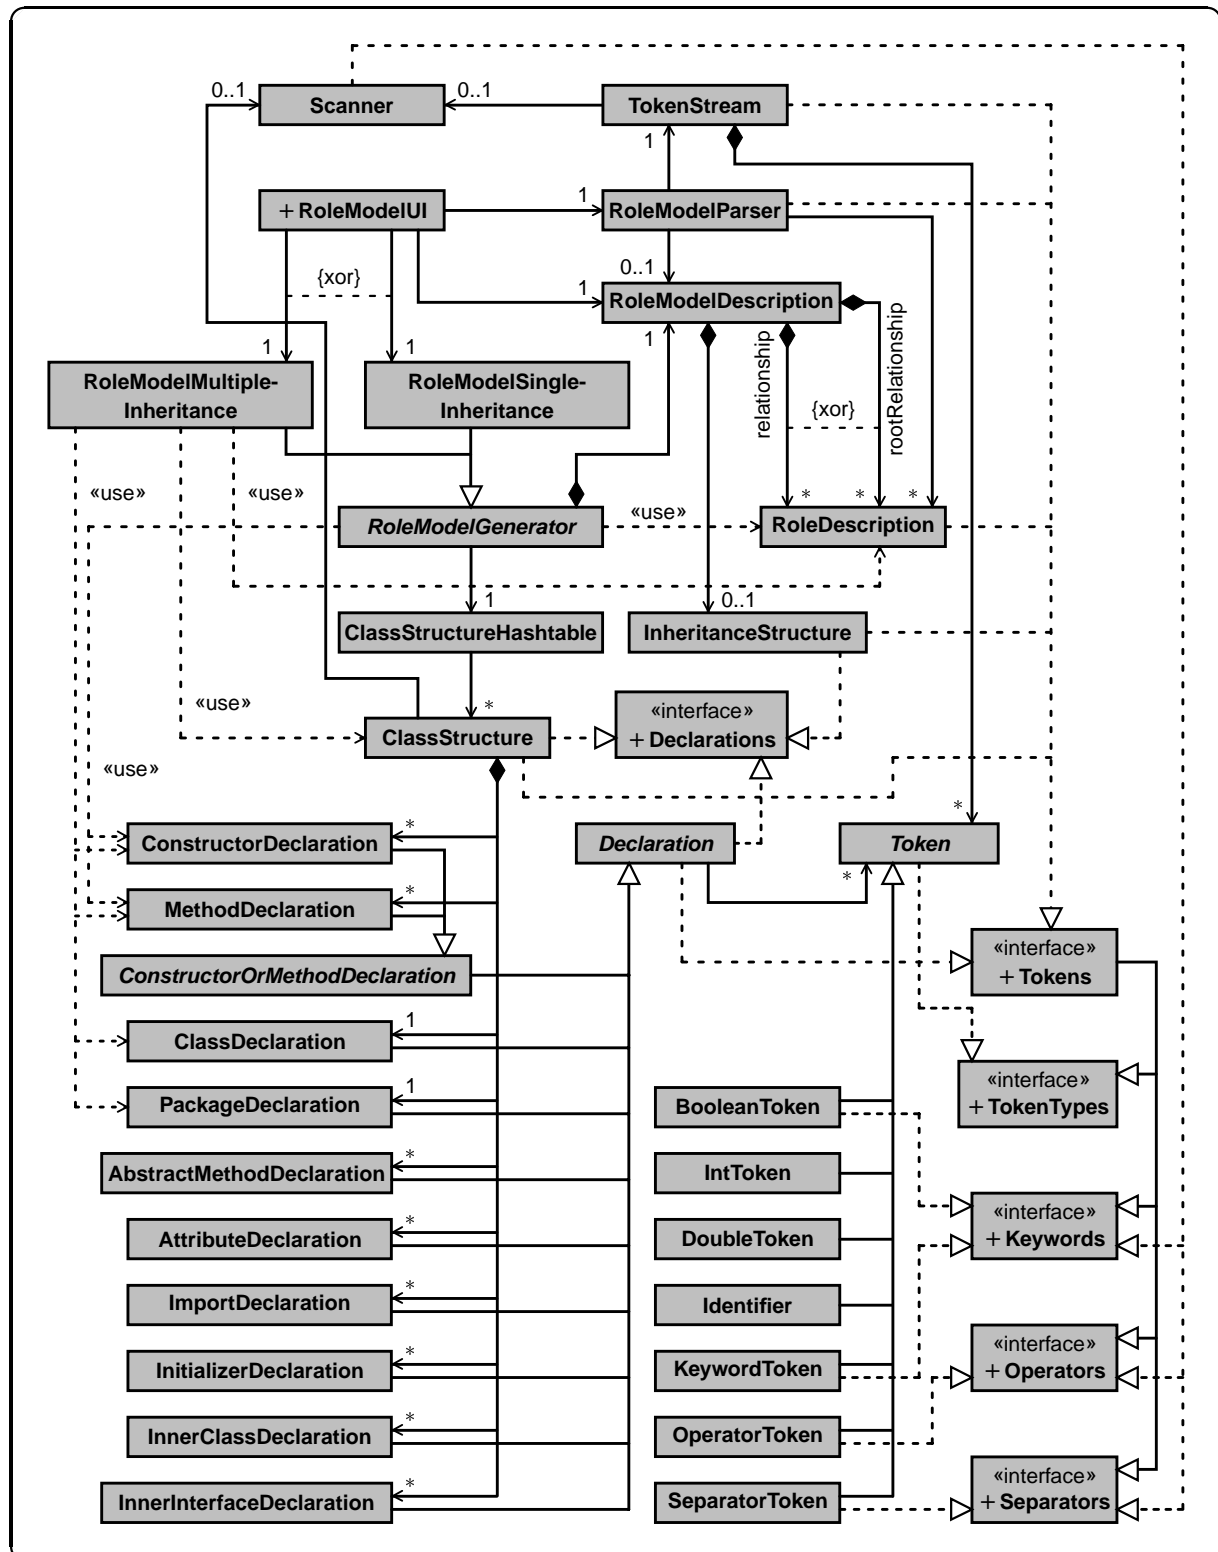 0..1
Scanner
0..1
TokenStream
1
+ RoleModelUI
1
RoleModelParser
{xor}
0..1
1
RoleModelDescription
1
1
1
relationship
{xor}
rootRelationship
RoleModelMultiple-
Inheritance
RoleModelSingle-
Inheritance
«use»
«use»
*
*
*
RoleModelGenerator
«use»
RoleDescription
1
0..1
ClassStructureHashtable
InheritanceStructure
«use»
*
ClassStructure
«interface»
+ Declarations
«use»
*
*
ConstructorDeclaration
Declaration
Token
*
*
MethodDeclaration
ConstructorOrMethodDeclaration
«interface»
+ Tokens
1
ClassDeclaration
1
PackageDeclaration
BooleanToken
«interface»
+ TokenTypes
*
AbstractMethodDeclaration
IntToken
*
AttributeDeclaration
DoubleToken
«interface»
+ Keywords
*
ImportDeclaration
Identifier
*
InitializerDeclaration
KeywordToken
«interface»
+ Operators
*
InnerClassDeclaration
OperatorToken
*
InnerInterfaceDeclaration
SeparatorToken
«interface»
+ Separators